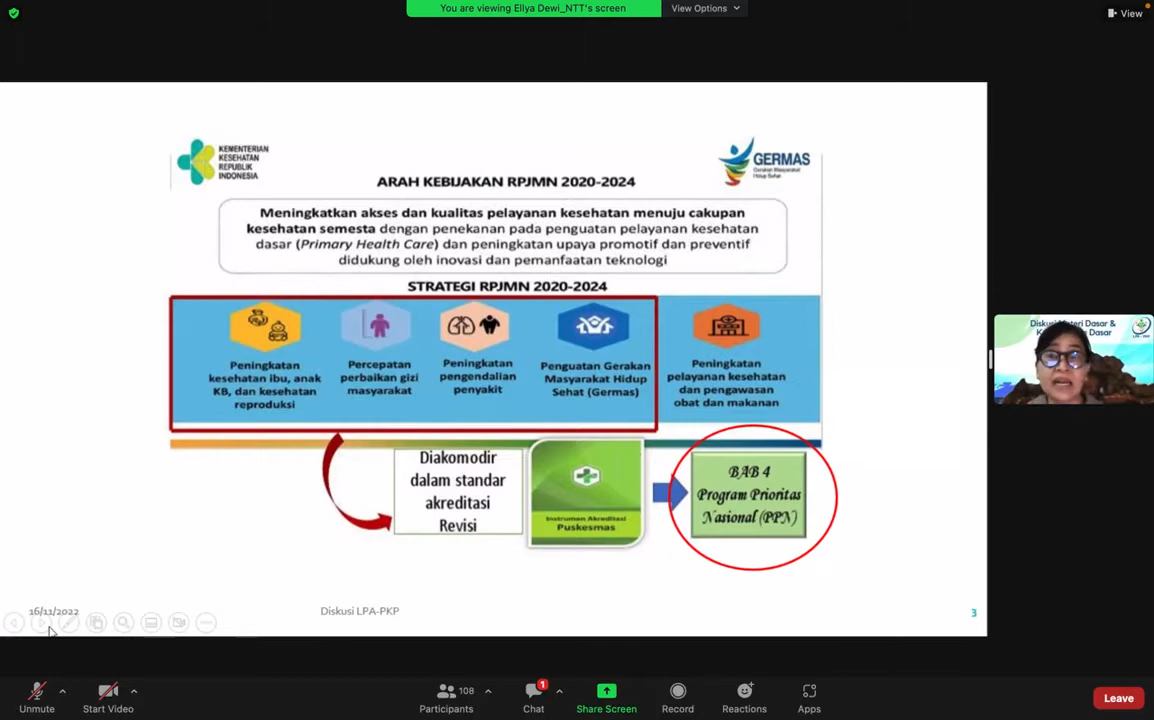 You are viewing Ellya Dewi_NTT's screen
View Options
View
KEMENTERIAN
KESEHATAN
REPUBLIK
INDONESIA
GERMAS
Gerakan Masyarakat
Hidup Sehat
ARAH KEBIJAKAN RPJMN 2020-2024
Meningkatkan akses dan kualitas pelayanan kesehatan menuju cakupan
kesehatan semesta dengan penekanan pada penguatan pelayanan kesehatan
dasar (Primary Health Care) dan peningkatan upaya promotif dan preventif
didukung oleh inovasi dan pemanfaatan teknologi
STRATEGI RPJMN 2020-2024
Peningkatan
kesehatan ibu, anak
KB, dan kesehatan
reproduksi
Percepatan
perbaikan gizi
masyarakat
Peningkatan
pengendalian
penyakit
Penguatan Gerakan
Masyarakat Hidup
Sehat (Germas)
Peningkatan
pelayanan kesehatan
dan pengawasan
obat dan makanan
Diakomodir
dalam standar
akreditasi
Revisi
Instrumen Akreditasi
Puskesmas
BAB 4
Program Prioritas
Nasional (PPN)
Diskusi Materi Dasar &
Dasar
16/11/2022
Diskusi LPA-PKP
3
Unmute
Start Video
108
Participants
1
Chat
Share Screen
Record
Reactions
Apps
Leave